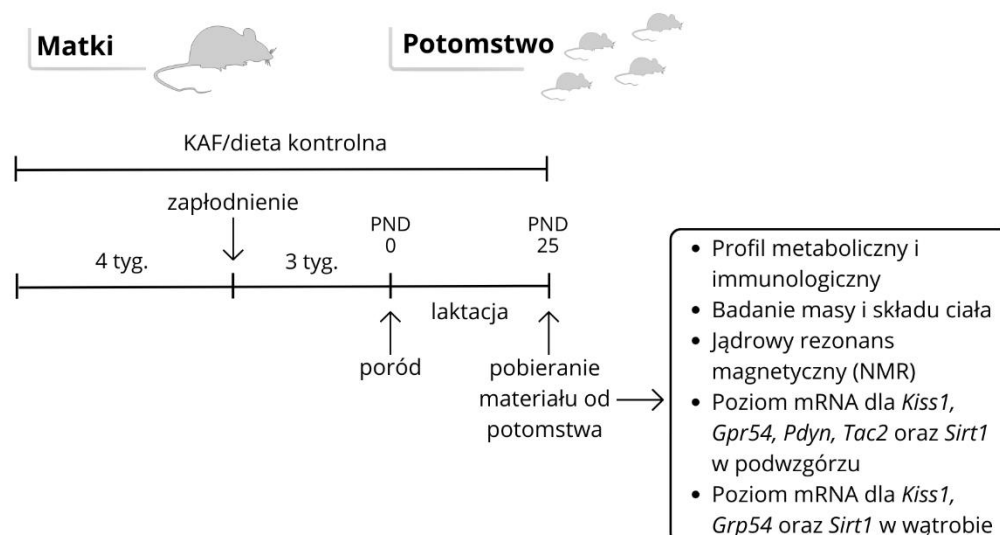 Matki
Potomstwo
KAF/dieta kontrolna
zapłodnienie
PND
0
PND
25
4 tyg.
3 tyg.
laktacja
poród
pobieranie
materiału od
potomstwa
• Profil metaboliczny i
immunologiczny
• Badanie masy i składu ciała
• Jądrowy rezonans
magnetyczny (NMR)
• Poziom mRNA dla Kiss1,
Gpr54, Pdyn, Tac2 oraz Sirt1
w podwzgórzu
• Poziom mRNA dla Kiss1,
Grp54 oraz Sirt1 w wątrobie